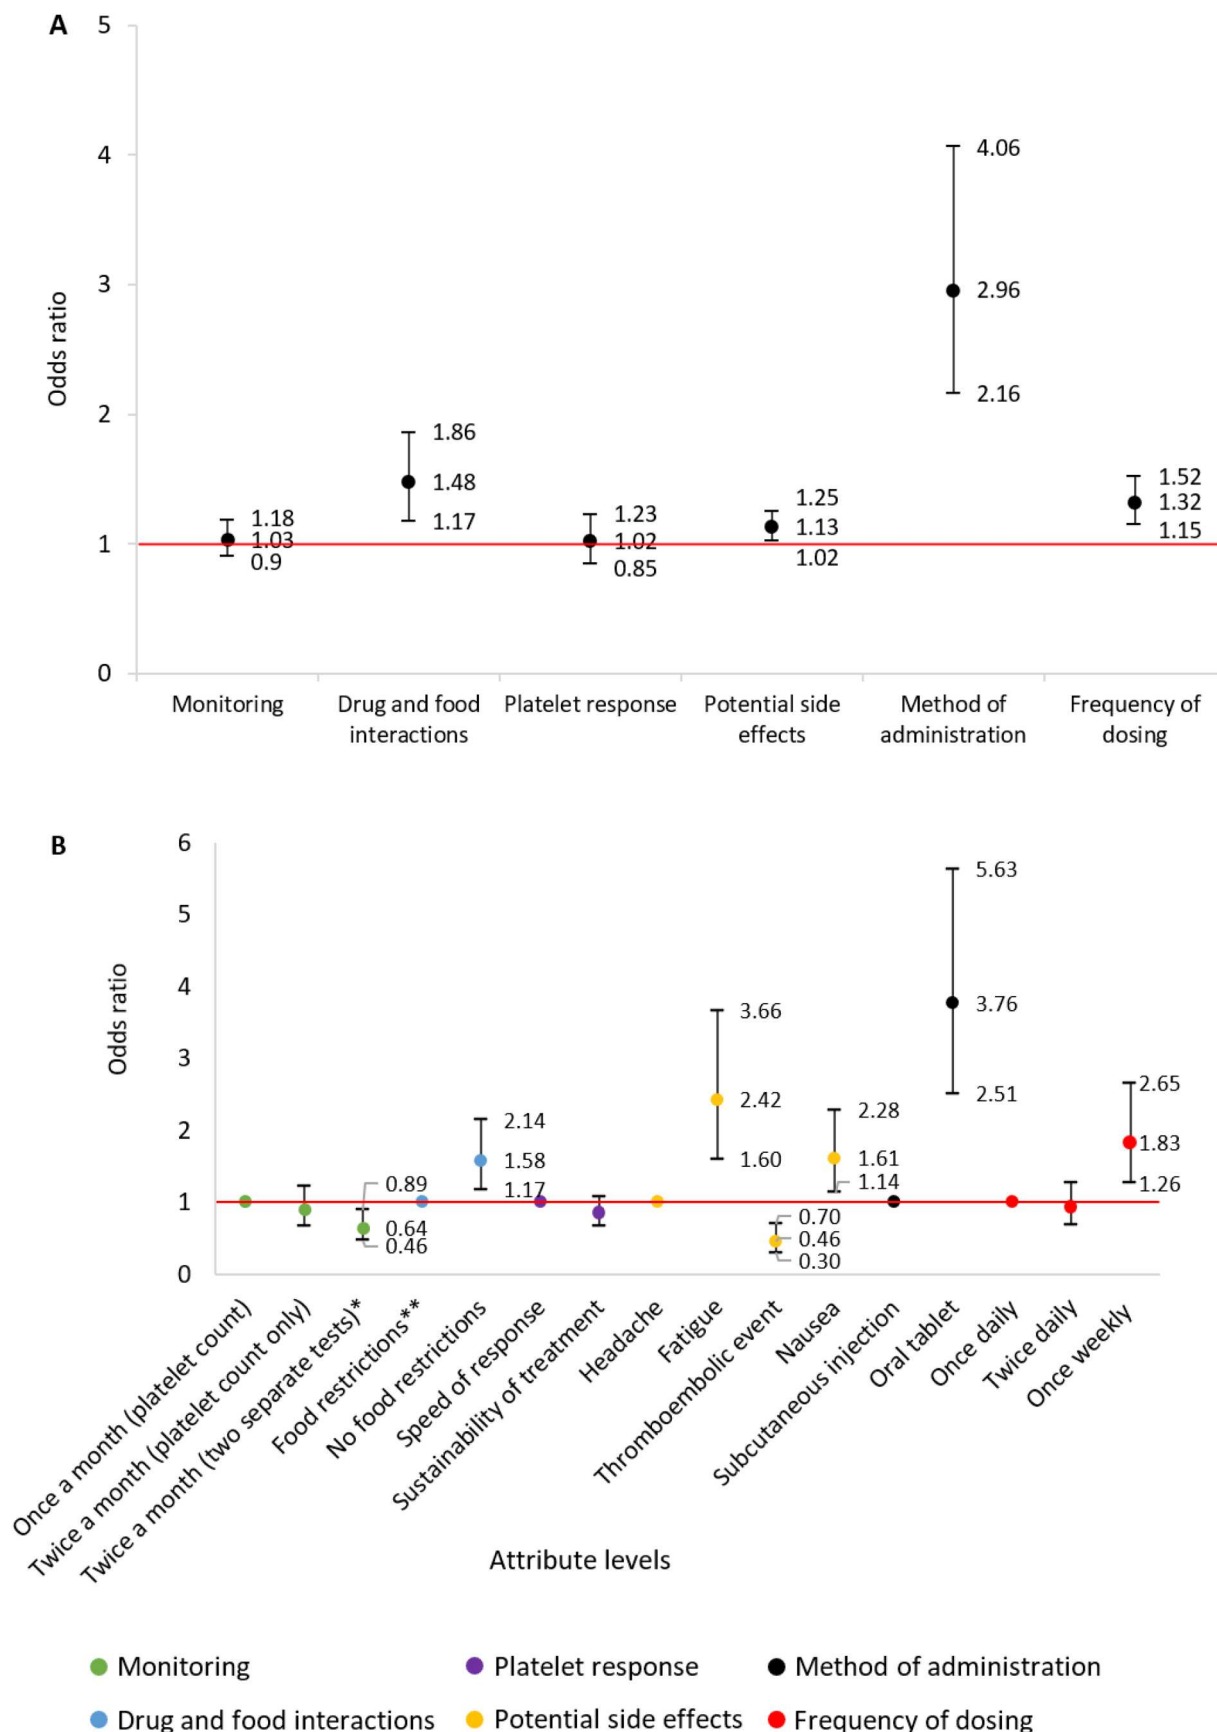 A
5
4
3
2
1
0
Odds ratio
1.18
1.03
0.9
1.86
1.48
1.17
1.23
1.02
0.85
1.25
1.13
1.02
4.06
2.96
2.16
1.52
1.32
1.15
Monitoring
Drug and food
interactions
Platelet response
Potential side
effects
Method of
administration
Frequency of
dosing
B
6
5
4
3
2
1
0
Odds ratio
0.89
0.64
0.46
2.14
1.58
1.17
3.66
2.42
1.60
0.70
0.46
0.30
2.28
1.61
1.14
5.63
3.76
2.51
2.65
1.83
1.26
Once a month (platelet count)
Twice a month (platelet count only)
Twice a month (two separate tests)*
Food restrictions**
No food restrictions
Speed of response
Sustainability of treatment
Headache
Fatigue
Thromboembolic event
Nausea
Subcutaneous injection
Oral tablet
Once daily
Twice daily
Once weekly
Attribute levels
Monitoring
Platelet response
Method of administration
Drug and food interactions
Potential side effects
Frequency of dosing